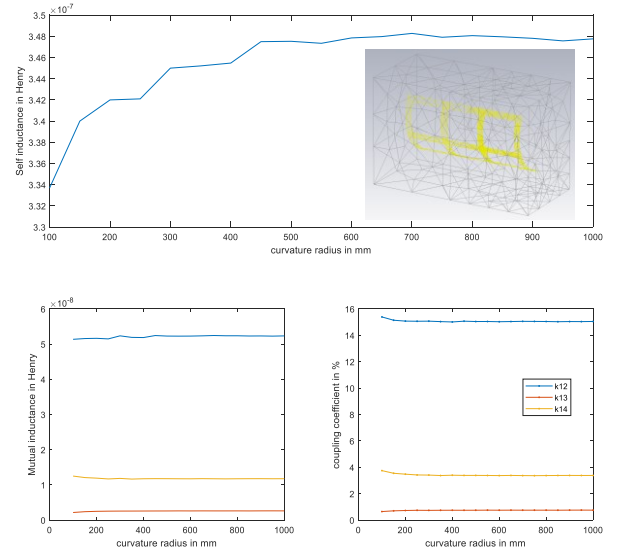 ×10⁻⁷
3.5
3.48
3.46
3.44
3.42
3.4
3.38
3.36
3.34
3.32
3.3
Self inductance in Henry
100 200 300 400 500 600 700 800 900 1000
curvature radius in mm
×10⁻⁸
6
5
4
3
2
1
0
Mutual inductance in Henry
0 200 400 600 800 1000
curvature radius in mm
16
14
12
10
8
6
4
2
0
coupling coefficient in %
k12
k13
k14
0 200 400 600 800 1000
curvature radius in mm